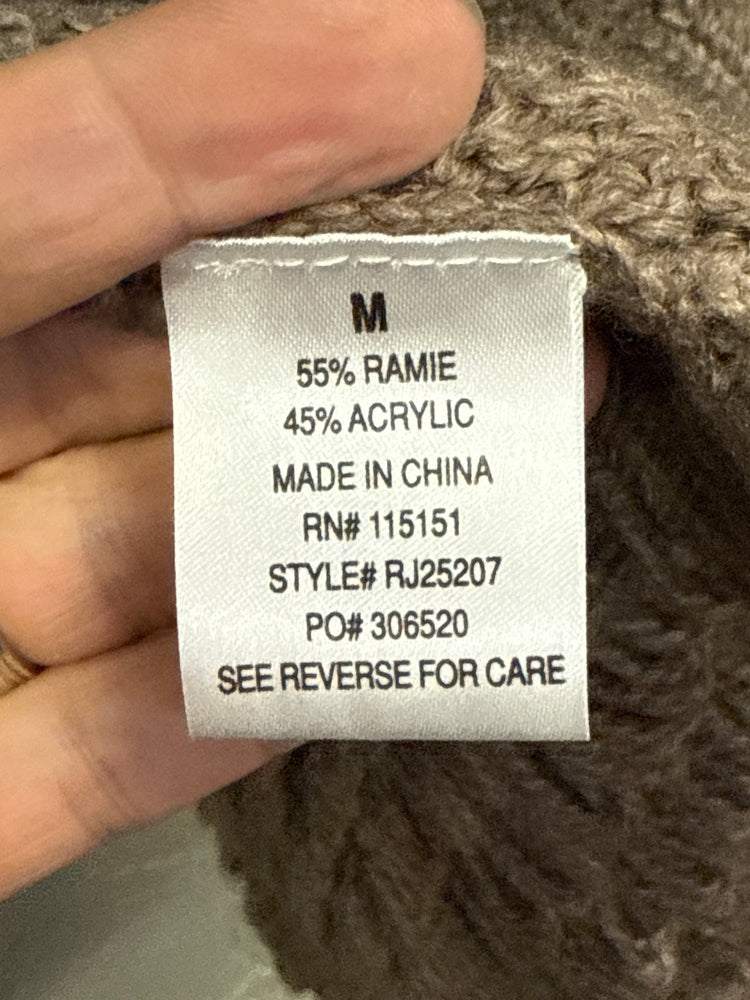 M
55% RAMIE
45% ACRYLIC
MADE IN CHINA
RN# 115151
STYLE# RJ25207
PO# 306520
SEE REVERSE FOR CARE